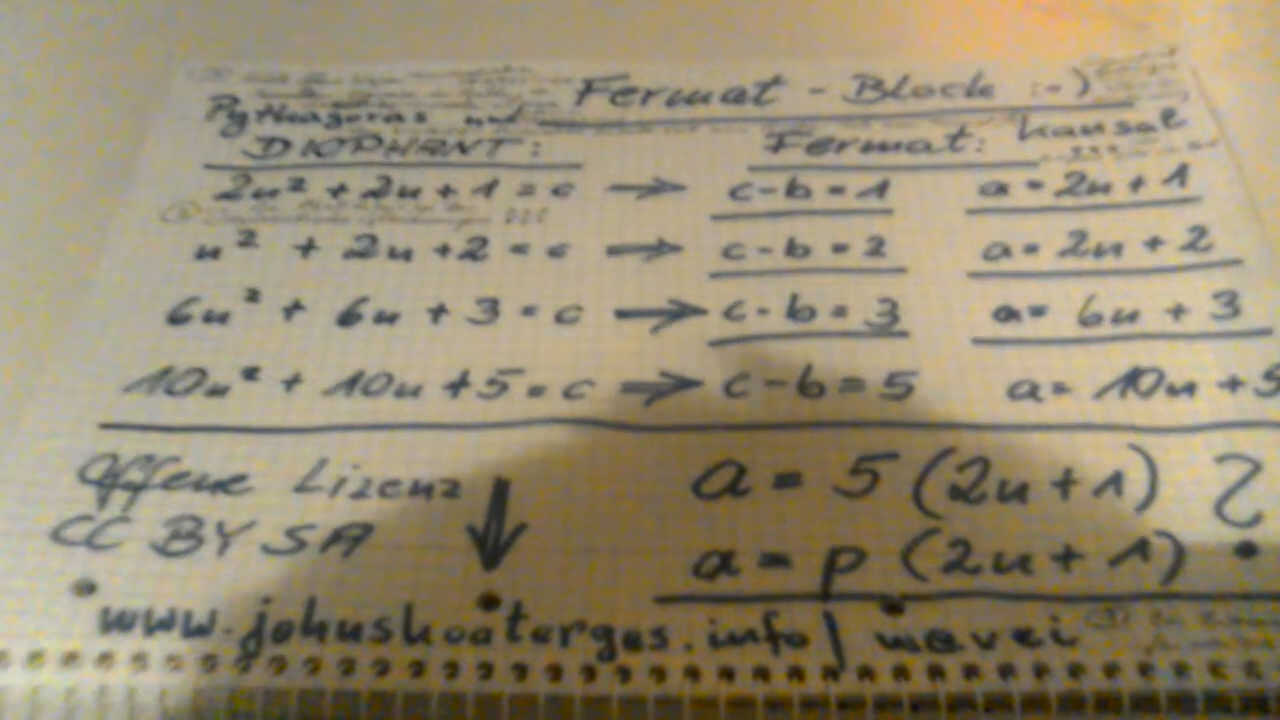 Fermat - Block :-)
Pythagoras und
DIOPHANT: Fermat: kausal
2u² + 2u + 1 = c → c-b = 1 a = 2u + 1
u² + 2u + 2 = c → c-b = 2 a = 2u + 2
6u² + 6u + 3 = c → c-b = 3 a = 6u + 3
10u² + 10u + 5 = c → c-b = 5 a = 10u + 5
Offene Lizenz ↓ a = 5 (2u + 1) ?
CC BY SA a = p (2u + 1)
www.johuskoaterges.info |